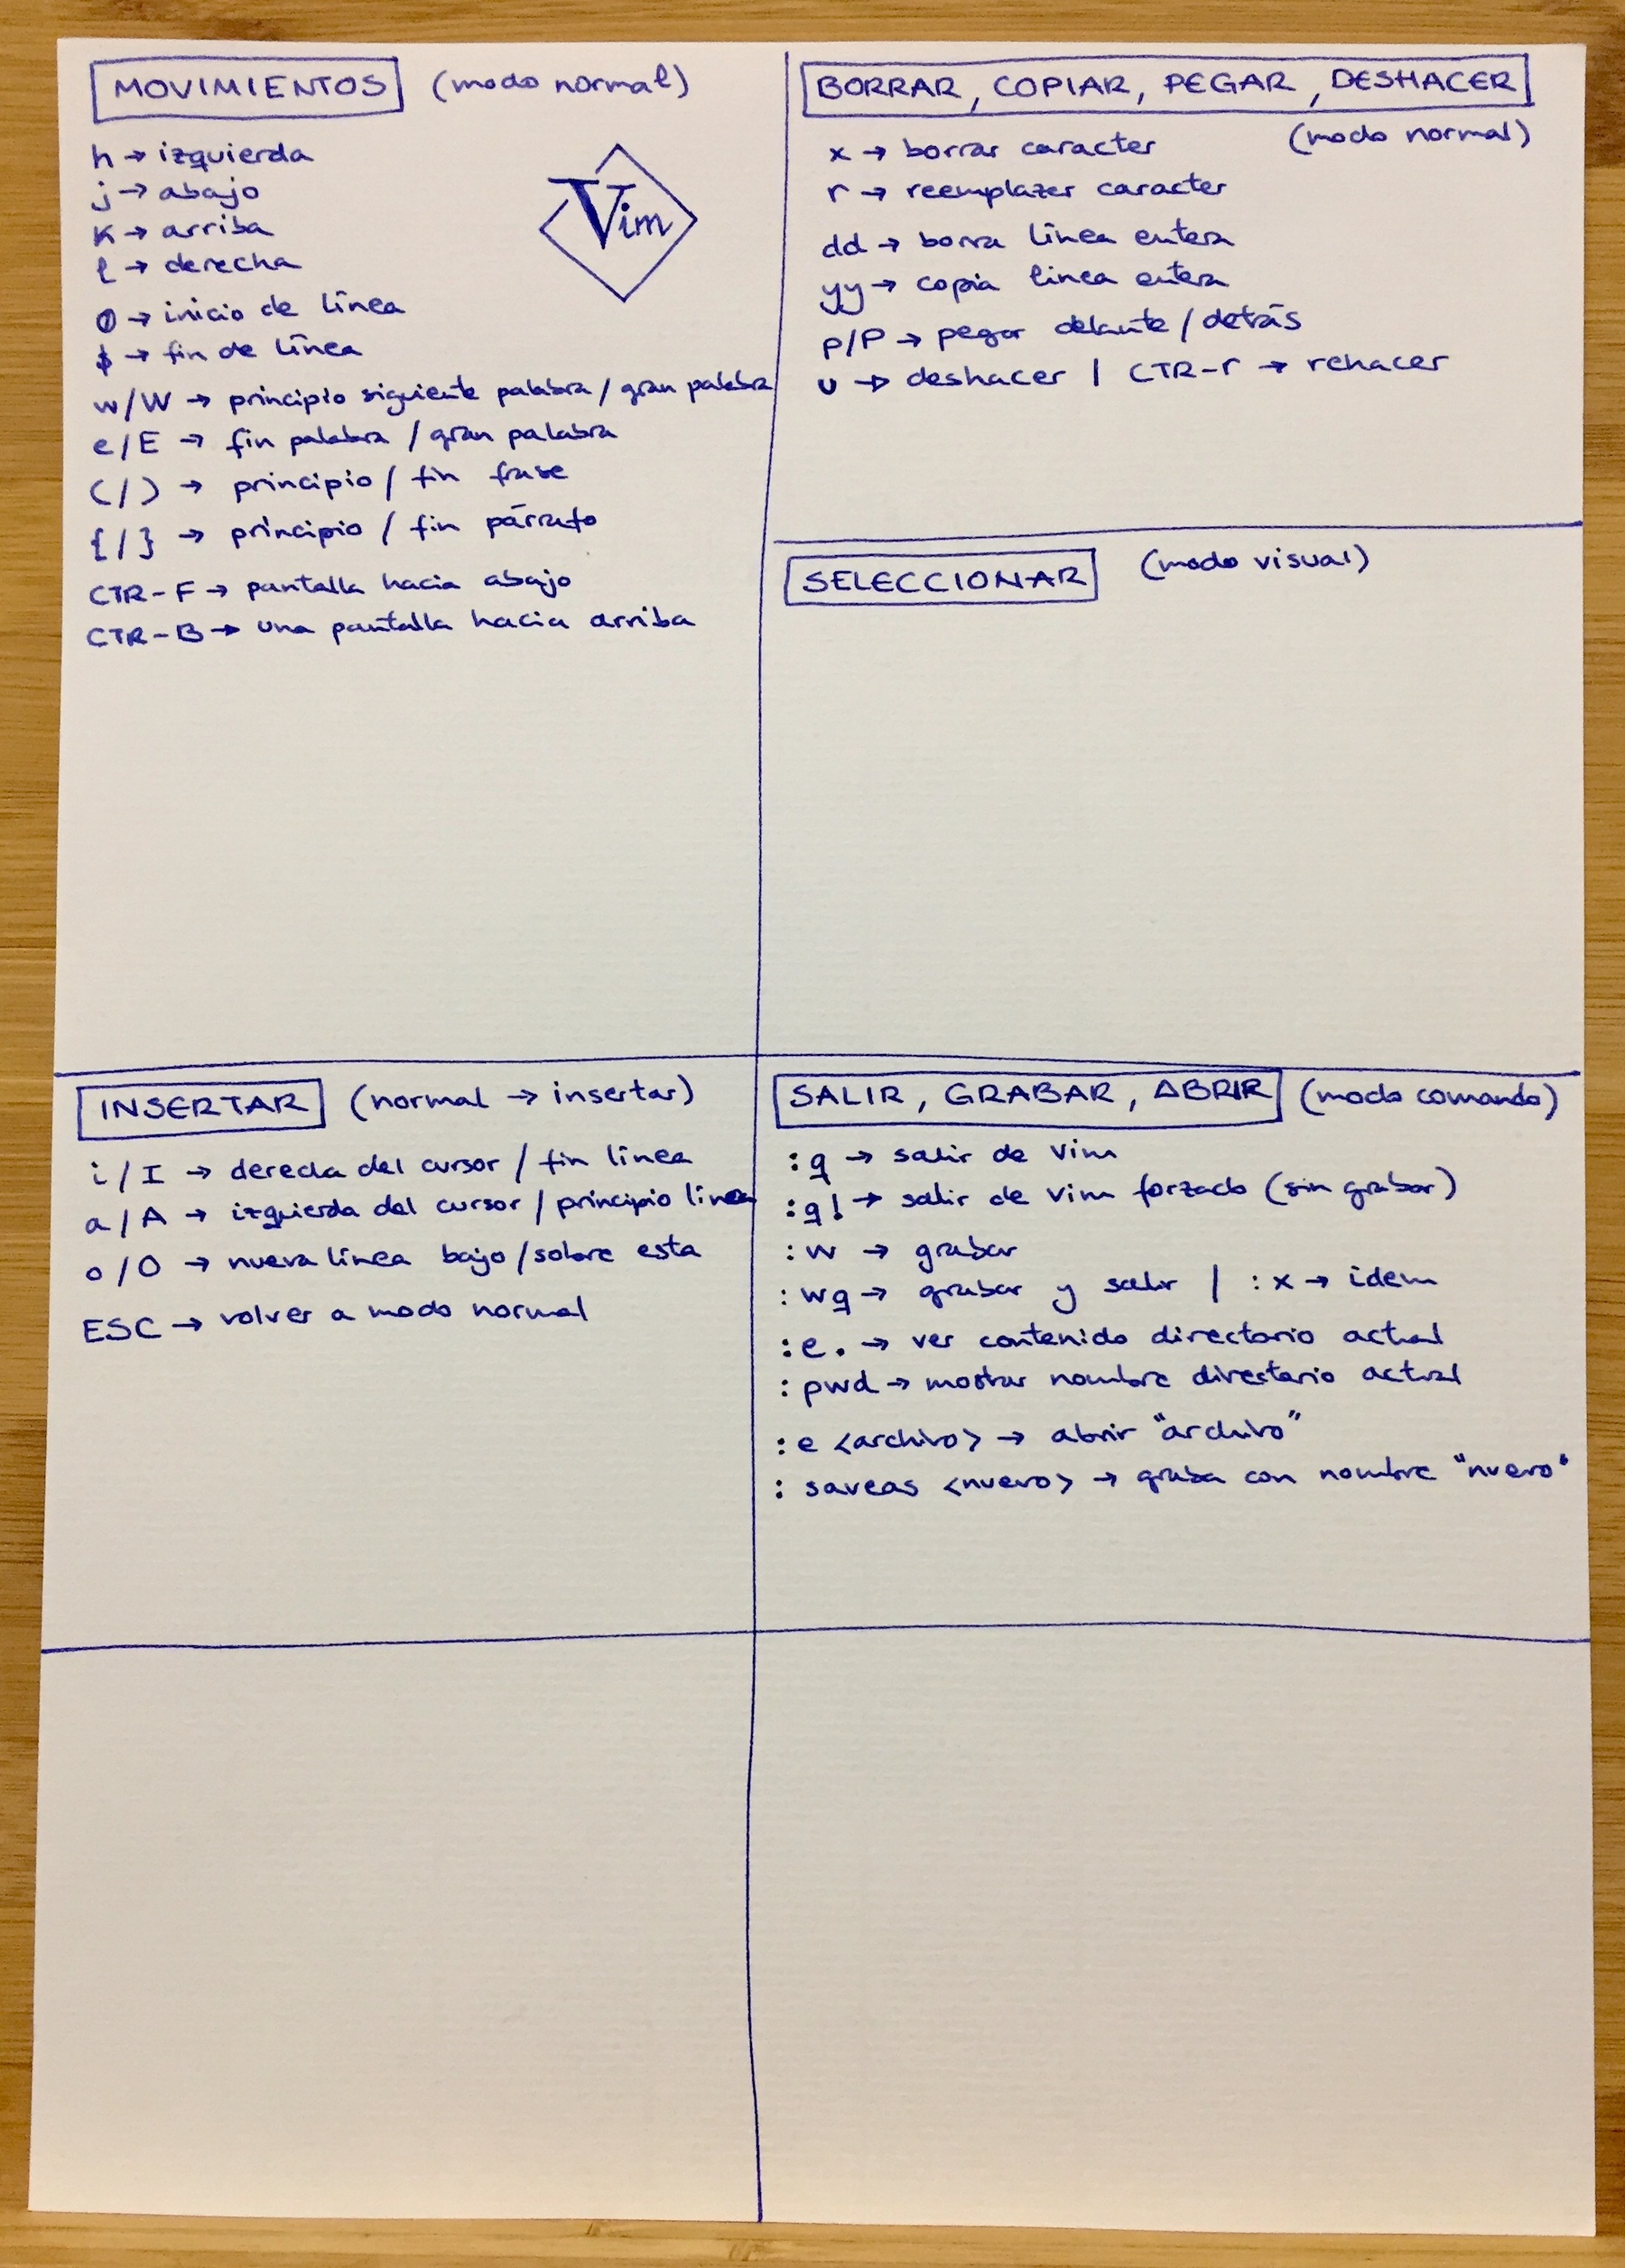 MOVIMIENTOS (modo normal)
h → izquierda
j → abajo
k → arriba
l → derecha
0 → inicio de línea
$ → fin de línea
w/W → principio siguiente palabra / gran palabra
e/E → fin palabra / gran palabra
(/) → principio / fin frase
{/} → principio / fin párrafo
CTR-F → pantalla hacia abajo
CTR-B → una pantalla hacia arriba
Vim
BORRAR, COPIAR, PEGAR, DESHACER
(modo normal)
x → borrar caracter
r → reemplazar caracter
dd → borra línea entera
yy → copia línea entera
p/P → pegar delante / detrás
u → deshacer | CTR-r → rehacer
SELECCIONAR (modo visual)
INSERTAR (normal → insertar)
i/I → derecha del cursor / fin línea
a/A → izquierda del cursor / principio línea
o/O → nueva línea bajo/sobre esta
ESC → volver a modo normal
SALIR, GRABAR, ABRIR (modo comando)
:q → salir de Vim
:q! → salir de Vim forzado (sin grabar)
:w → grabar
:wq → grabar y salir | :x → idem
:e. → ver contenido directorio actual
:pwd → mostrar nombre directorio actual
:e <archivo> → abrir "archivo"
:saveas <nuevo> → graba con nombre "nuevo"